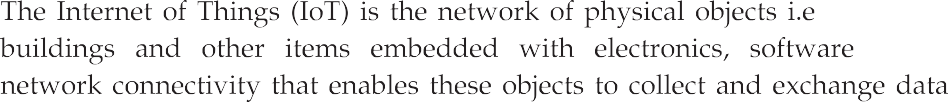 The Internet of Things (IoT) is the network of physical objects i.e
buildings and other items embedded with electronics, software
network connectivity that enables these objects to collect and exchange data